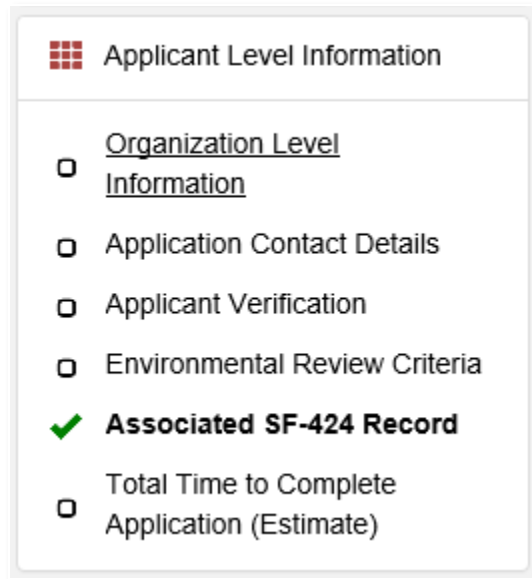 Applicant Level Information
Organization Level
Information
Application Contact Details
Applicant Verification
Environmental Review Criteria
Associated SF-424 Record
Total Time to Complete
Application (Estimate)